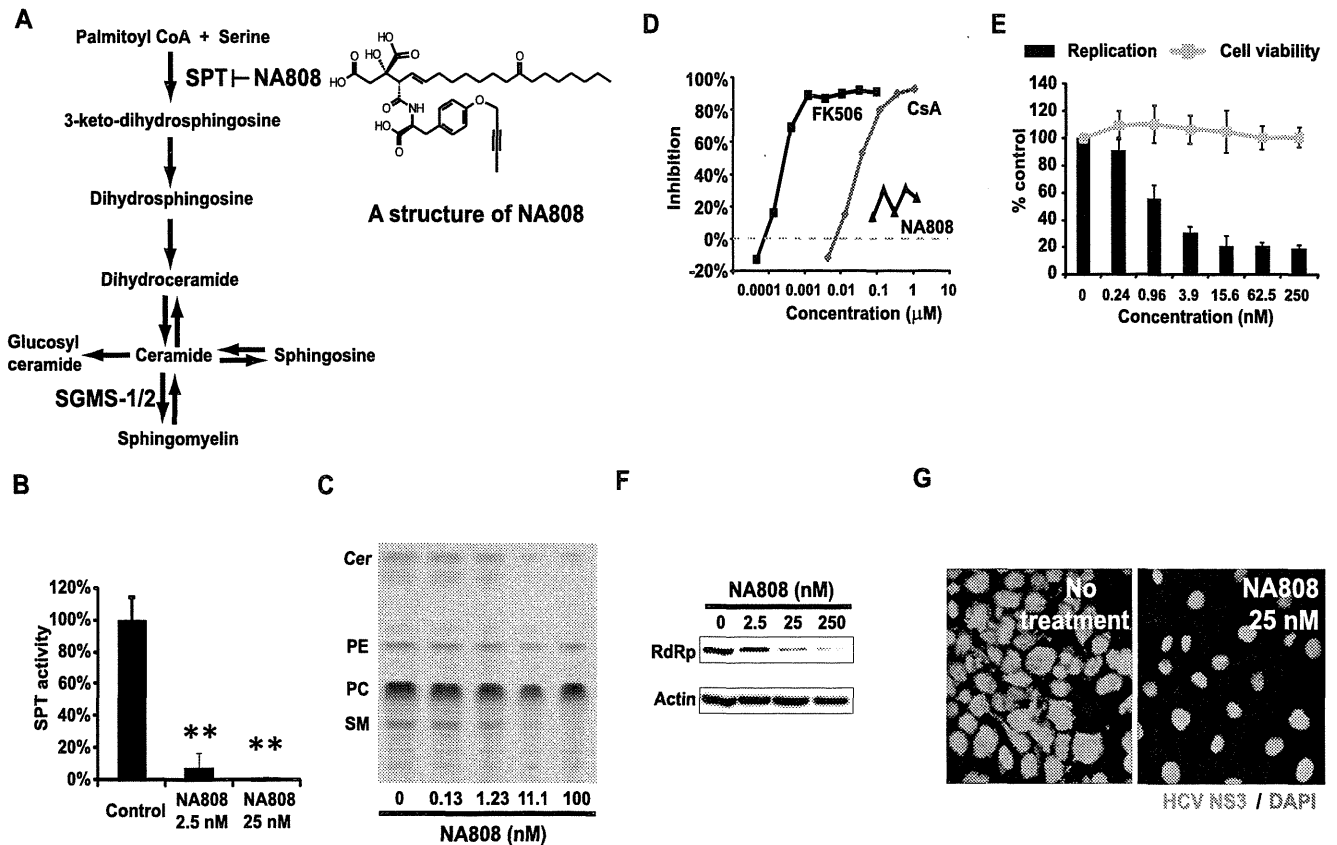 A
Palmitoyl CoA + Serine
SPT NA808
3-keto-dihydrosphingosine
Dihydrosphingosine
Dihydroceramide
Glucosyl
ceramide
Ceramide
Sphingosine
SGMS-1/2
Sphingomyelin
O
HO
HO
O
OH
HO
O
O
O
NH
HO
O
O
A structure of NA808
B
SPT activity
120%
100%
80%
60%
40%
20%
0%
**
**
Control
NA808
2.5 nM
NA808
25 nM
C
Cer
PE
PC
SM
0 0.13 1.23 11.1 100
NA808 (nM)
D
Inhibition
100%
80%
60%
40%
20%
0%
-20%
FK506
CsA
NA808
0.0001 0.001 0.01 0.1 1 10
Concentration (μM)
E
Replication
Cell viability
% control
140
120
100
80
60
40
20
0
0 0.24 0.96 3.9 15.6 62.5 250
Concentration (nM)
F
NA808 (nM)
0 2.5 25 250
RdRp
Actin
G
No
treatment
NA808
25 nM
HCV NS3 / DAPI